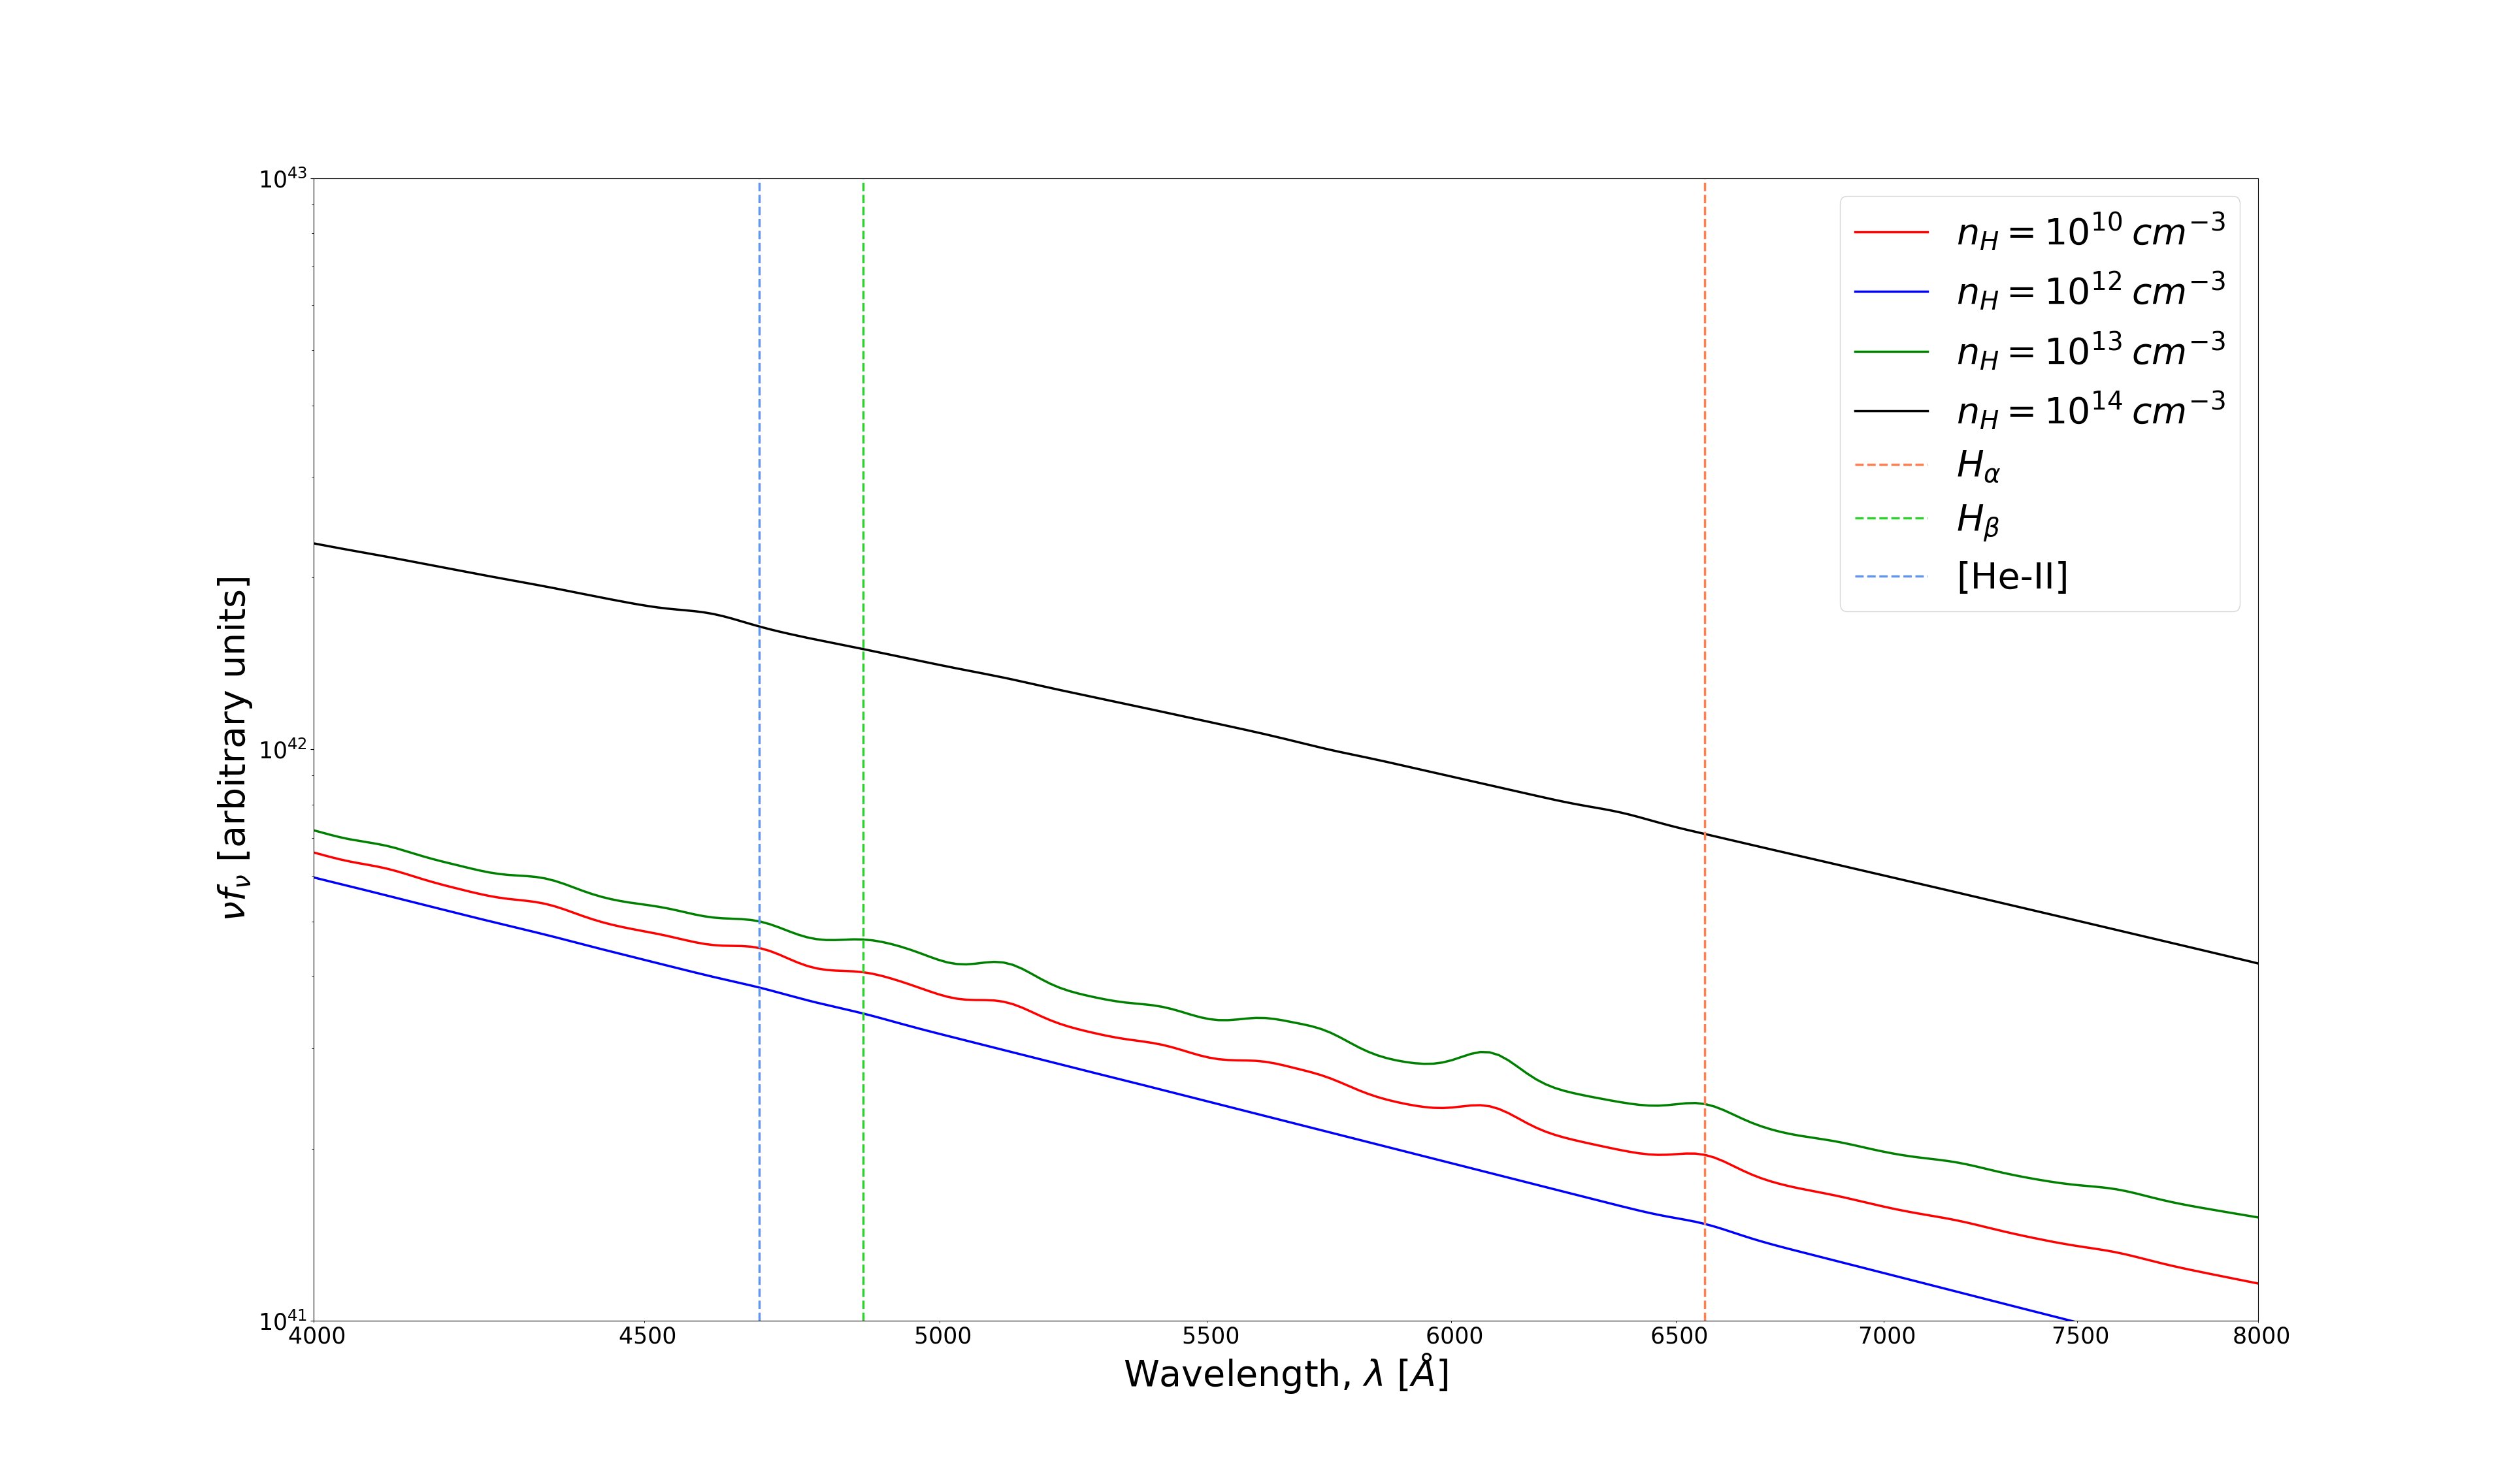 10^43
10^42
10^41
νf_ν [arbitrary units]
n_H = 10^10 cm^−3
n_H = 10^12 cm^−3
n_H = 10^13 cm^−3
n_H = 10^14 cm^−3
H_α
H_β
[He-II]
4000 4500 5000 5500 6000 6500 7000 7500 8000
Wavelength, λ [Å]